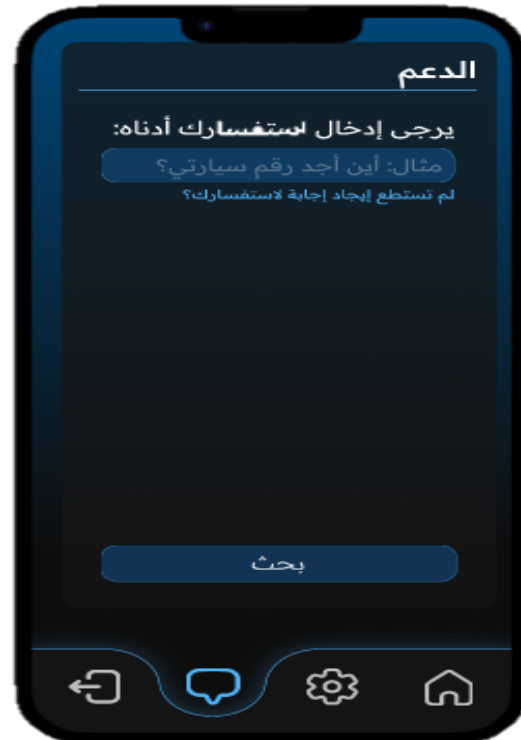 الدعم
يرجى إدخال استفسارك أدناه:
مثال: أين أجد رقم سيارتي؟
لم تستطع إيجاد إجابة لاستفسارك؟
بحث